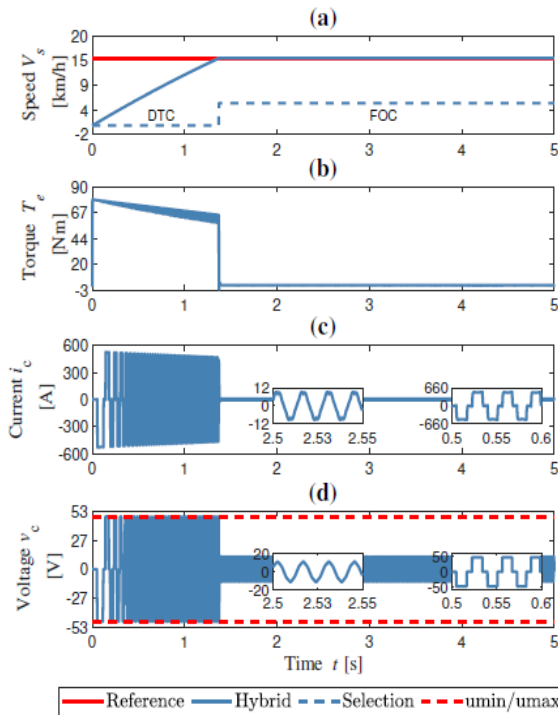 (a)
Speed V_s
[km/h]
20
15
10
4
-2
DTC
FOC
0 1 2 3 4 5
(b)
Torque T_e
[Nm]
90
67
44
20
-3
0 1 2 3 4 5
(c)
Current i_c
[A]
600
300
0
-300
-600
12
0
-12
2.5 2.53 2.55
660
0
-660
0.5 0.55 0.6
0 1 2 3 4 5
(d)
Voltage v_c
[V]
53
27
0
-27
-53
20
0
-20
2.5 2.53 2.55
50
0
-50
0.5 0.55 0.6
0 1 2 3 4 5
Time t [s]
Reference Hybrid Selection umin/umax